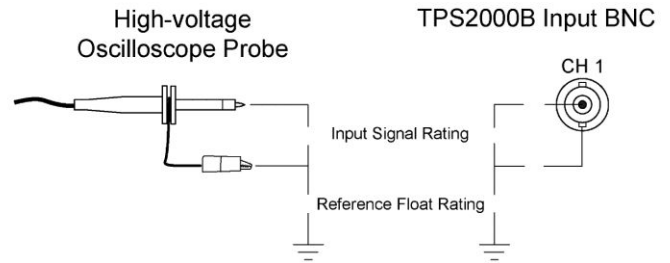 High-voltage
Oscilloscope Probe
TPS2000B Input BNC
CH 1
Input Signal Rating
Reference Float Rating